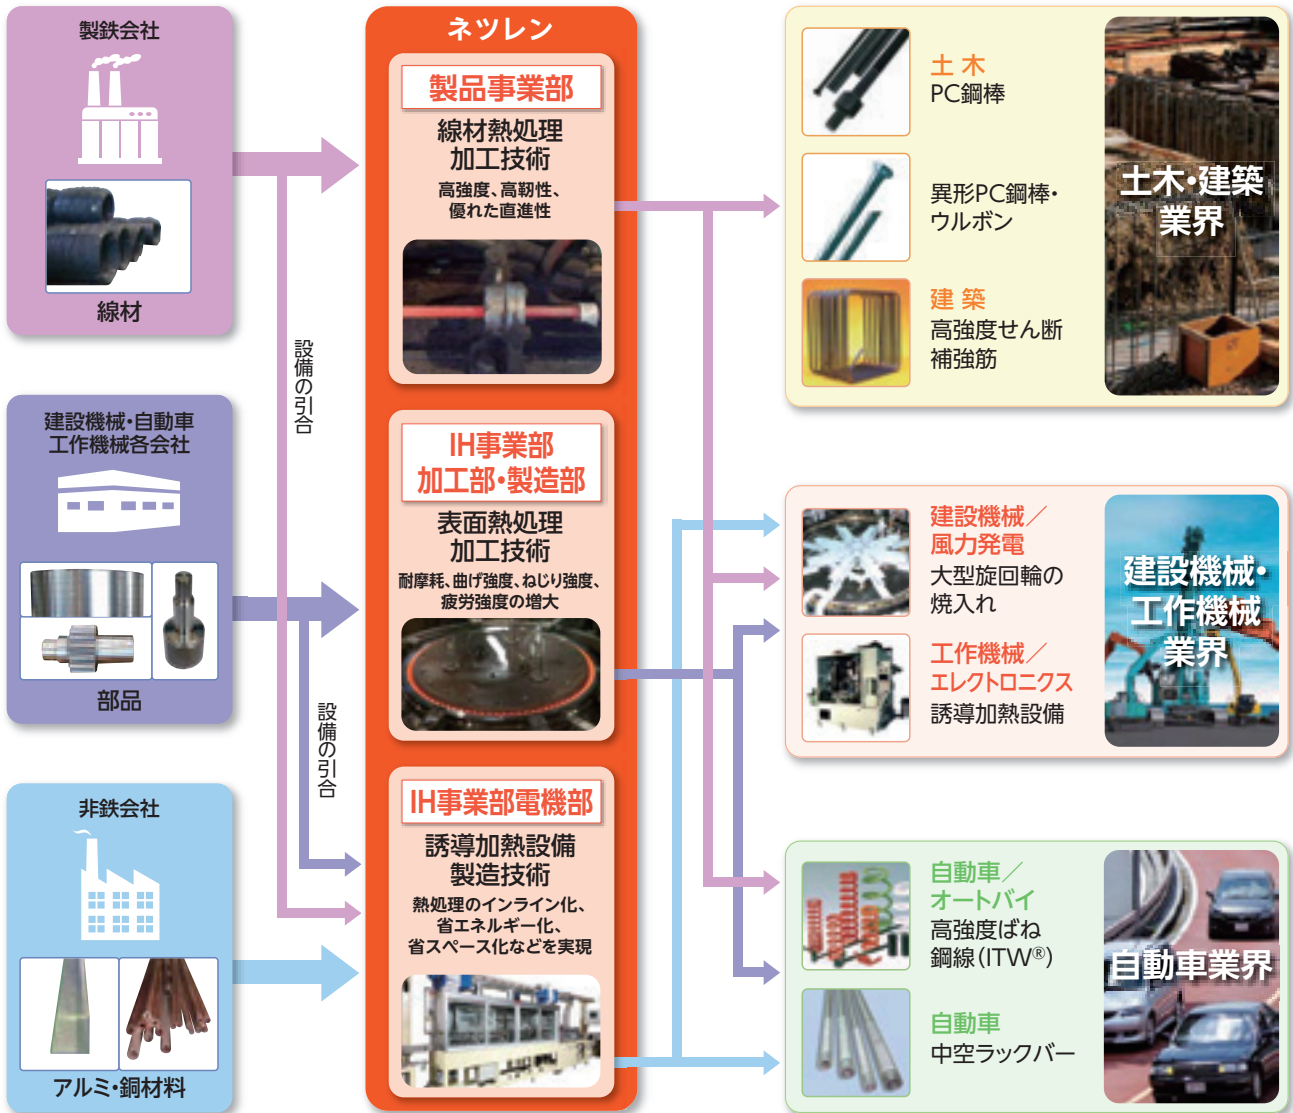 製鉄会社
線材
建設機械・自動車
工作機械各会社
部品
非鉄会社
アルミ・銅材料
設備の引合
設備の引合
ネツレン
製品事業部
線材熱処理
加工技術
高強度、高靭性、
優れた直進性
IH事業部
加工部・製造部
表面熱処理
加工技術
耐摩耗、曲げ強度、ねじり強度、
疲労強度の増大
IH事業部電機部
誘導加熱設備
製造技術
熱処理のインライン化、
省エネルギー化、
省スペース化などを実現
土木
PC鋼棒
異形PC鋼棒・
ウルボン
建築
高強度せん断
補強筋
土木・建築
業界
建設機械／
風力発電
大型旋回輪の
焼入れ
工作機械／
エレクトロニクス
誘導加熱設備
建設機械・
工作機械
業界
自動車／
オートバイ
高強度ばね
鋼線(ITW®)
自動車
中空ラックバー
自動車業界